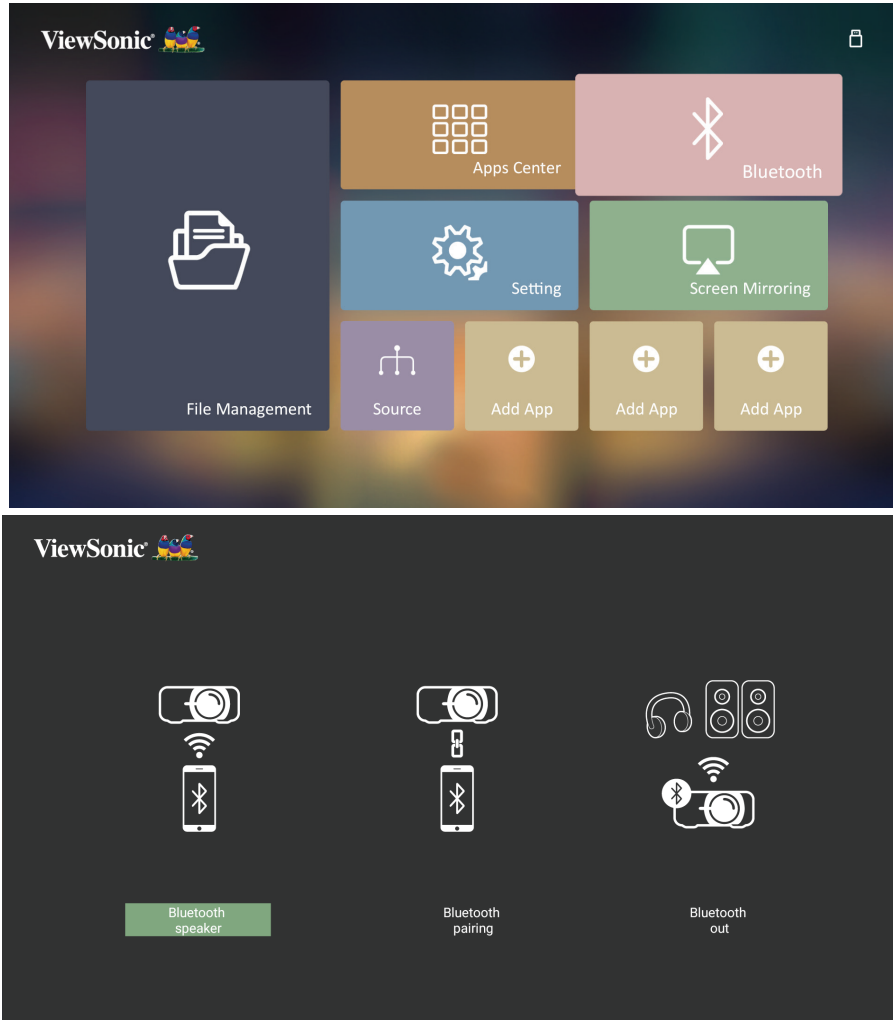 ViewSonic®
Apps Center
Bluetooth
Setting
Screen Mirroring
File Management
Source
Add App
Add App
Add App
ViewSonic®
Bluetooth
speaker
Bluetooth
pairing
Bluetooth
out